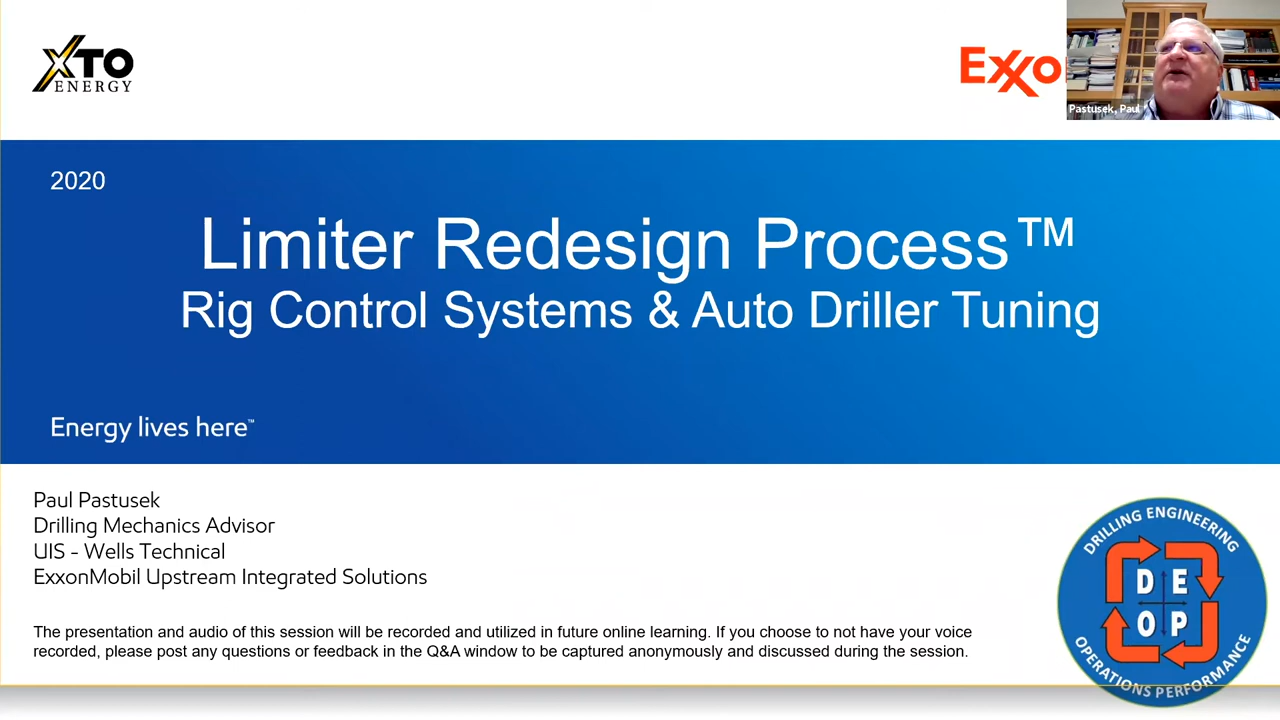 XTO
ENERGY
Exxo
Pastusek, Paul
2020
Limiter Redesign Process™
Rig Control Systems & Auto Driller Tuning
Energy lives here™
Paul Pastusek
Drilling Mechanics Advisor
UIS - Wells Technical
ExxonMobil Upstream Integrated Solutions
The presentation and audio of this session will be recorded and utilized in future online learning. If you choose to not have your voice
recorded, please post any questions or feedback in the Q&A window to be captured anonymously and discussed during the session.
DRILLING ENGINEERING
D E
O P
OPERATIONS PERFORMANCE